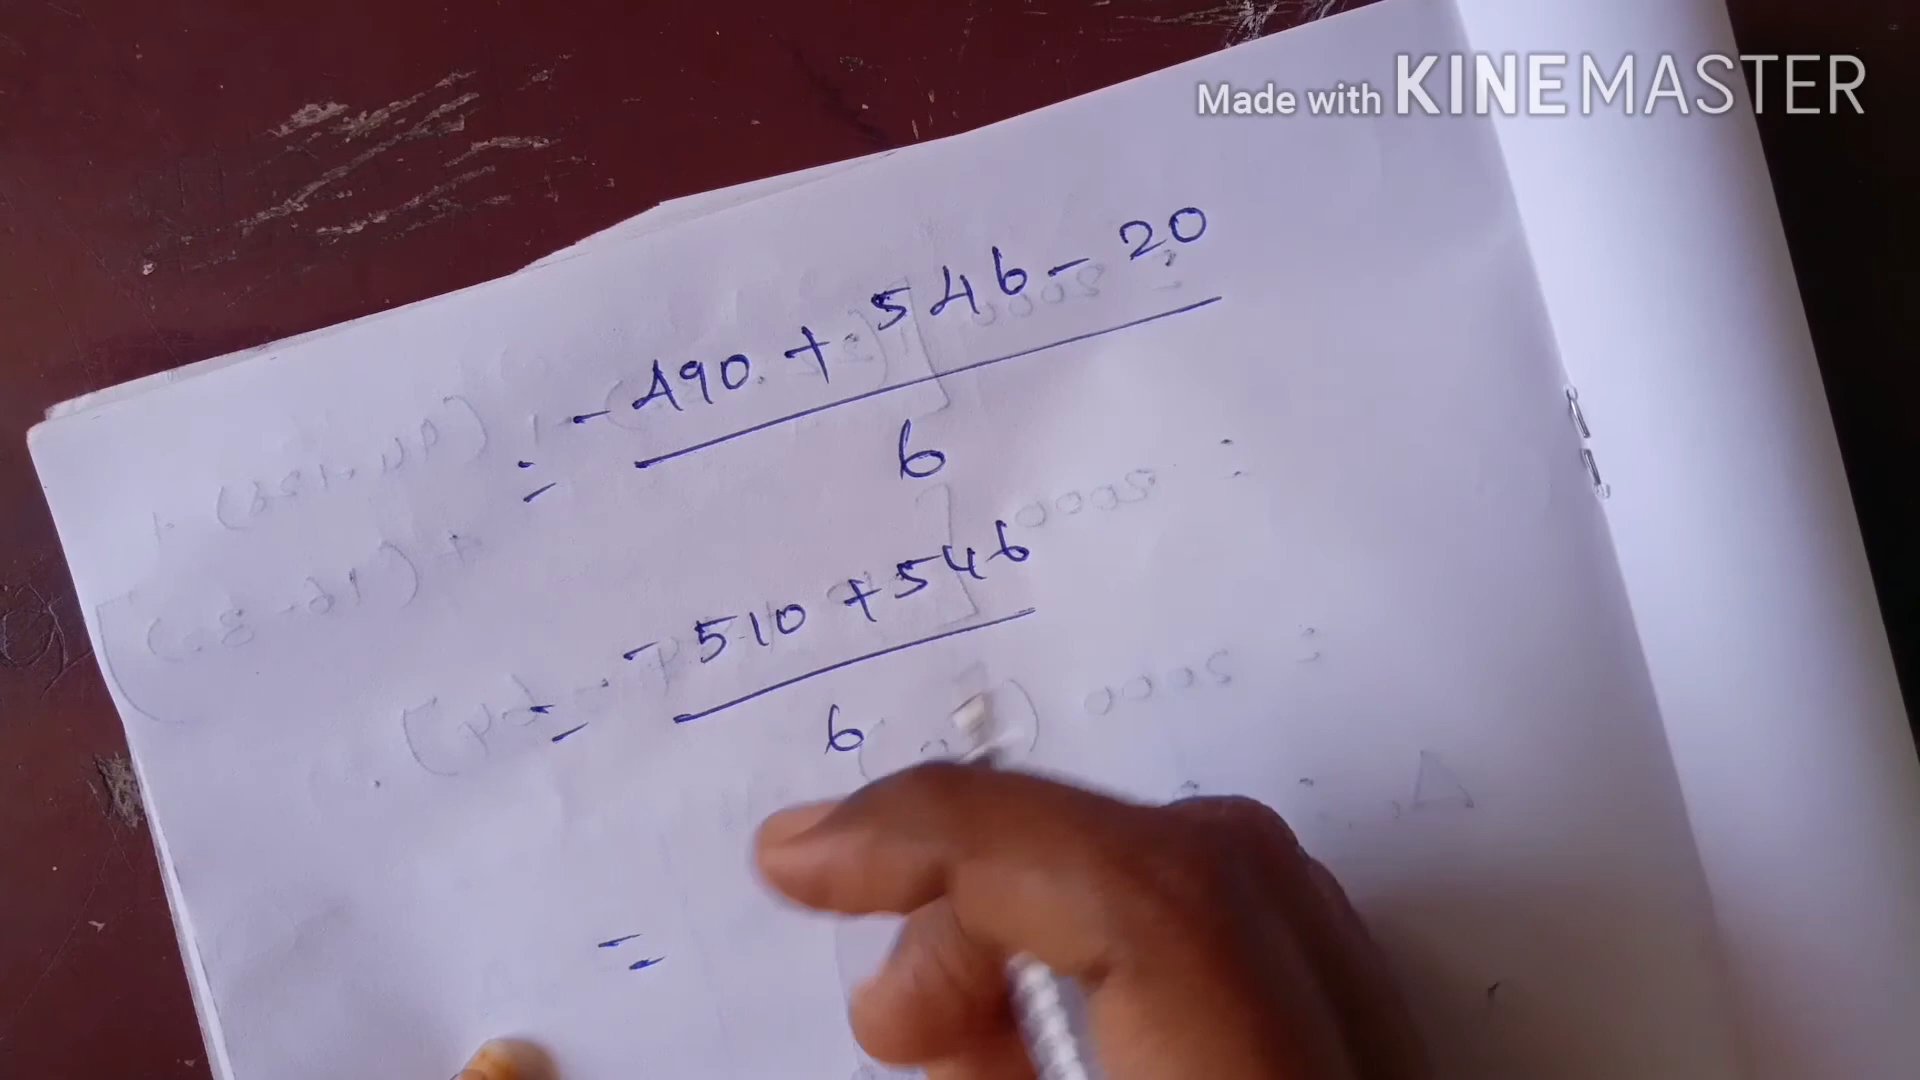 Made with KINEMASTER
= -490 + 546 - 20
6
= -510 + 546
6
=